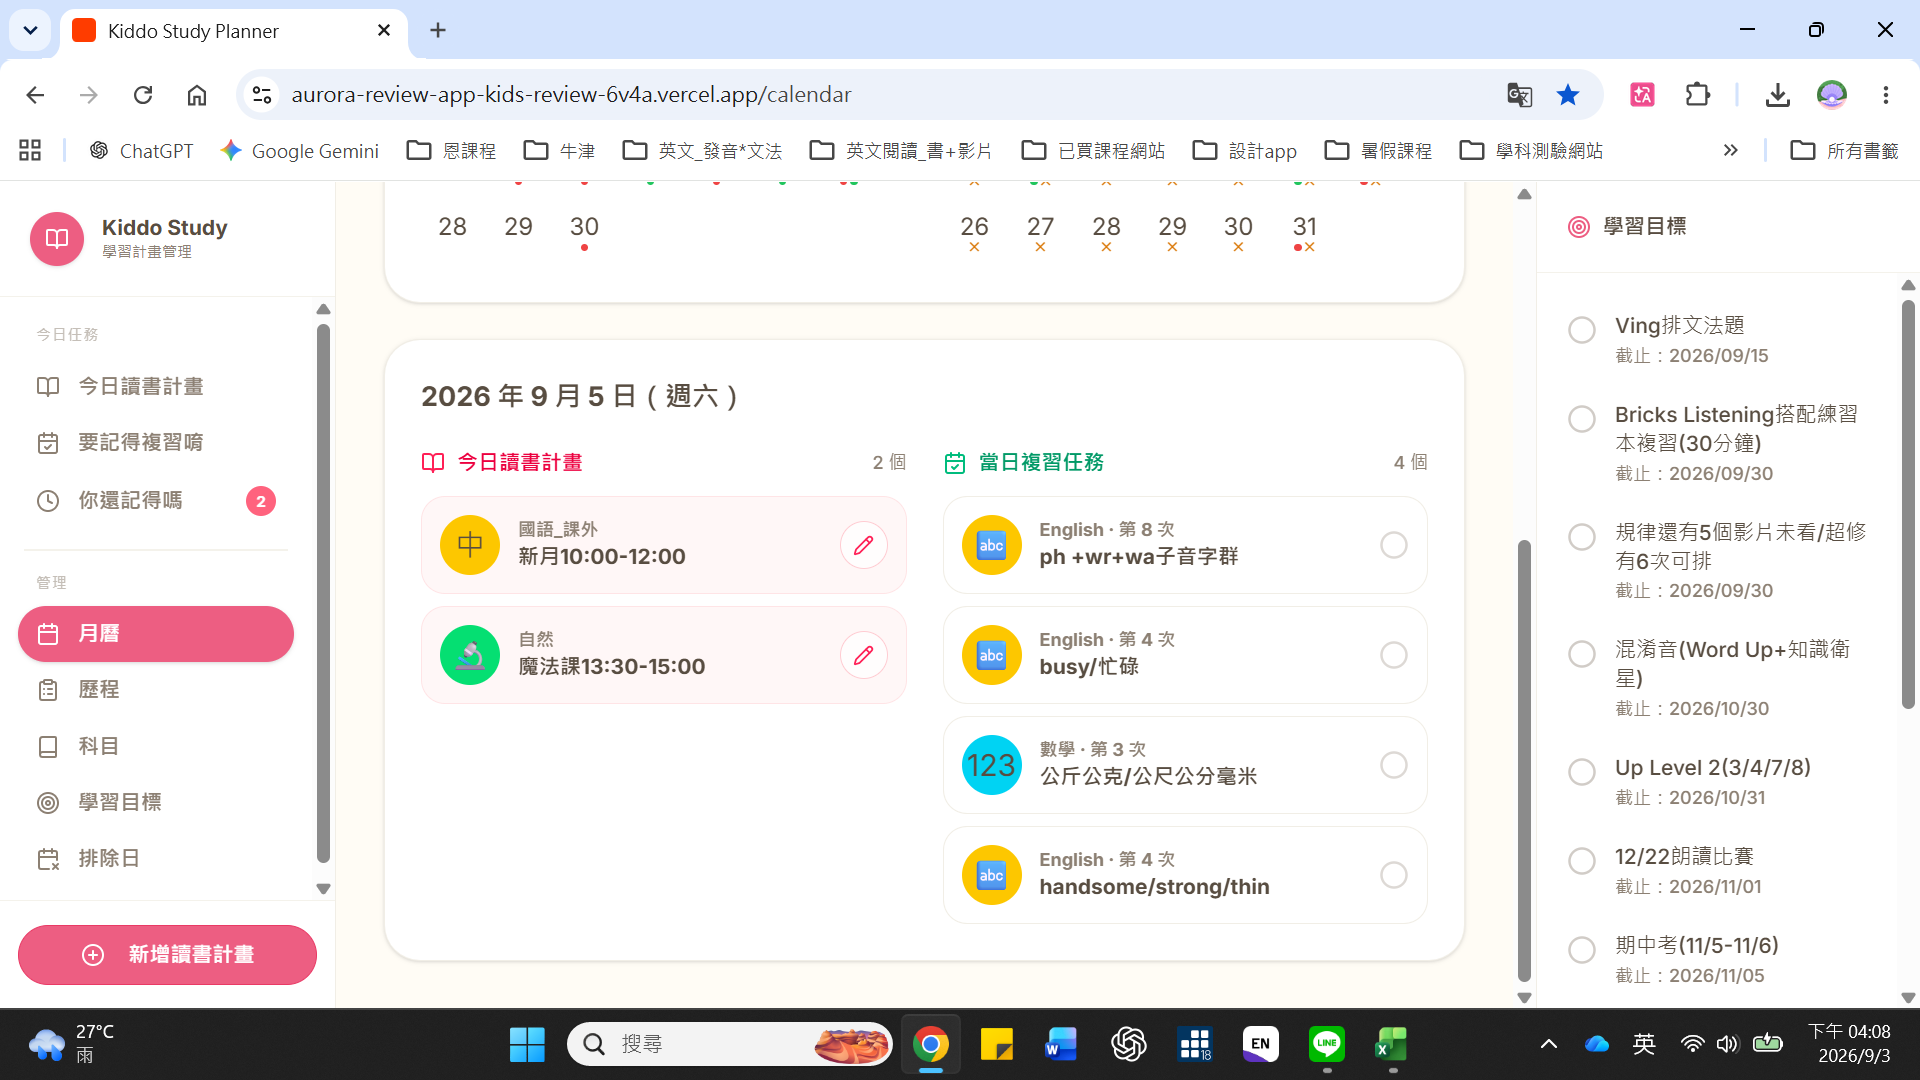 Kiddo Study Planner
aurora-review-app-kids-review-6v4a.vercel.app/calendar
ChatGPT
Google Gemini
恩課程
牛津
英文_發音*文法
英文閱讀_書+影片
已買課程網站
設計app
暑假課程
學科測驗網站
所有書籤
Kiddo Study
學習計畫管理
今日任務
今日讀書計畫
要記得複習唷
你還記得嗎
2
管理
月曆
歷程
科目
學習目標
排除日
新增讀書計畫
28 29 30
26 27 28 29 30 31
2026 年 9 月 5 日 ( 週六 )
今日讀書計畫
2 個
中
國語_課外
新月10:00-12:00
自然
魔法課13:30-15:00
當日複習任務
4 個
abc
English · 第 8 次
ph +wr+wa子音字群
abc
English · 第 4 次
busy/忙碌
123
數學 · 第 3 次
公斤公克/公尺公分毫米
abc
English · 第 4 次
handsome/strong/thin
學習目標
Ving排文法題
截止：2026/09/15
Bricks Listening搭配練習
本複習(30分鐘)
截止：2026/09/30
規律還有5個影片未看/超修
有6次可排
截止：2026/09/30
混淆音(Word Up+知識衛
星)
截止：2026/10/30
Up Level 2(3/4/7/8)
截止：2026/10/31
12/22朗讀比賽
截止：2026/11/01
期中考(11/5-11/6)
截止：2026/11/05
27°C
雨
搜尋
W
18
EN
LINE
X
英
下午 04:08
2026/9/3